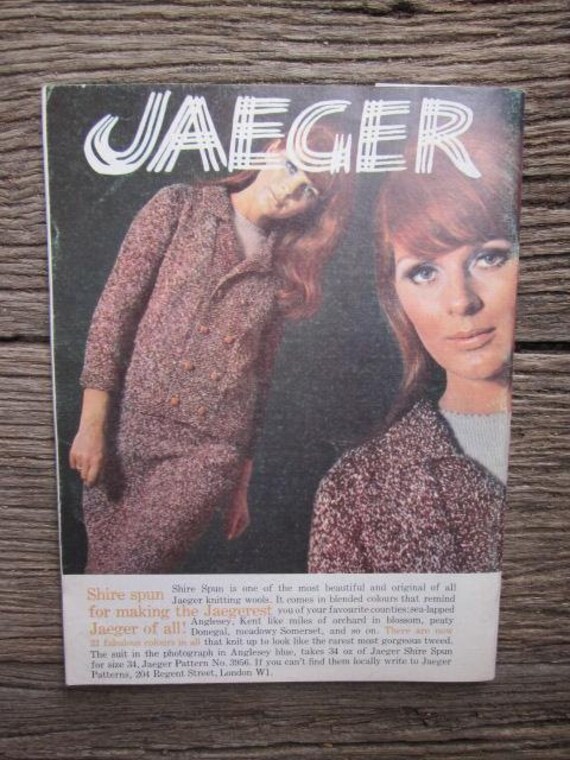 JAEGER
Shire spun
for making the Jaegerest
Jaeger of all!
Shire Spun is one of the most beautiful and original of all
Jaeger knitting wools. It comes in blended colours that remind
you of your favourite counties; sea-lapped
Anglesey, Kent like miles of orchard in blossom, peaty
Donegal, meadowy Somerset, and so on. There are now
22 fabulous colours in all that knit up to look like the rarest most gorgeous tweed.
The suit in the photograph in Anglesey blue, takes 34 oz of Jaeger Shire Spun
for size 34, Jaeger Pattern No. 3956. If you can't find them locally write to Jaeger
Patterns, 204 Regent Street, London W1.